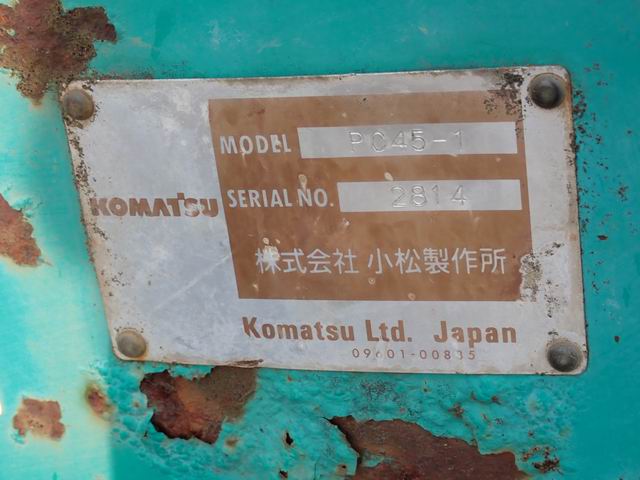 MODEL PC45-1
KOMATSU
SERIAL NO. 2814
株式会社 小松製作所
Komatsu Ltd. Japan
09601-00835